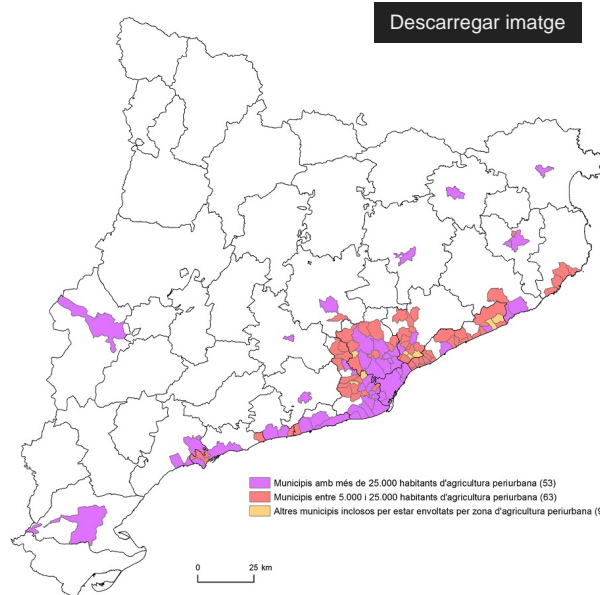 Descarregar imatge
Municipis amb més de 25.000 habitants d'agricultura periurbana (53)
Municipis entre 5.000 i 25.000 habitants d'agricultura periurbana (63)
Altres municipis inclosos per estar envoltats per zona d'agricultura periurbana (9
0 25 km